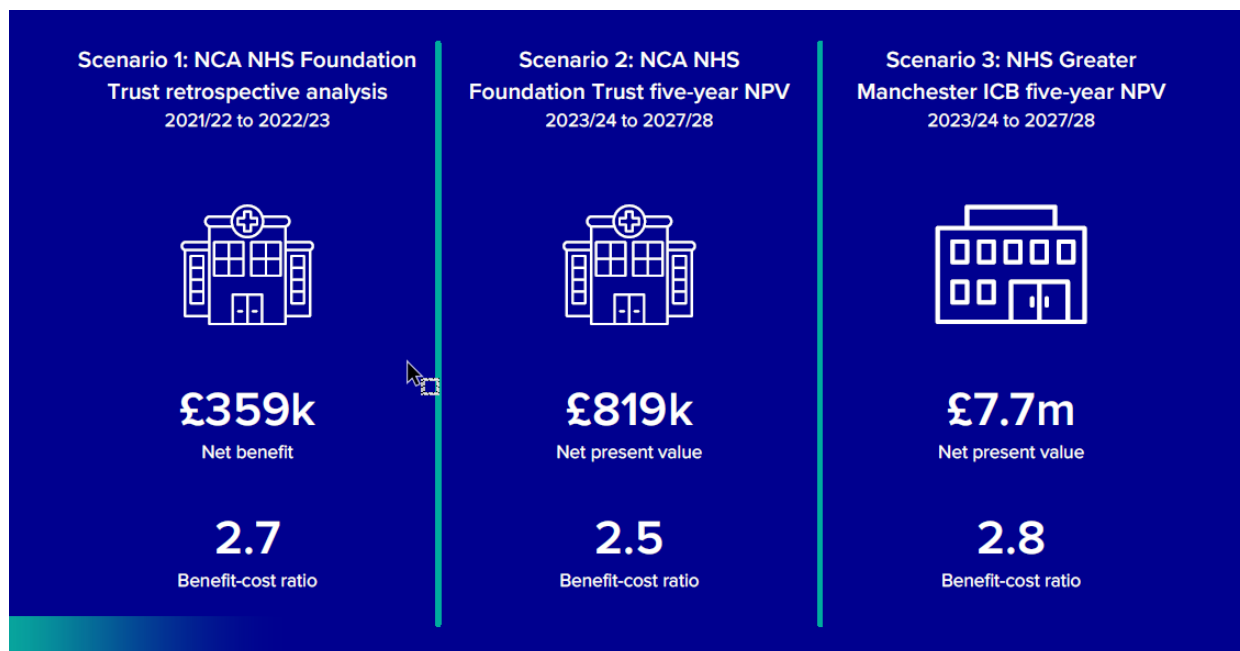 Scenario 1: NCA NHS Foundation
Trust retrospective analysis
2021/22 to 2022/23
£359k
Net benefit
2.7
Benefit-cost ratio
Scenario 2: NCA NHS
Foundation Trust five-year NPV
2023/24 to 2027/28
£819k
Net present value
2.5
Benefit-cost ratio
Scenario 3: NHS Greater
Manchester ICB five-year NPV
2023/24 to 2027/28
£7.7m
Net present value
2.8
Benefit-cost ratio